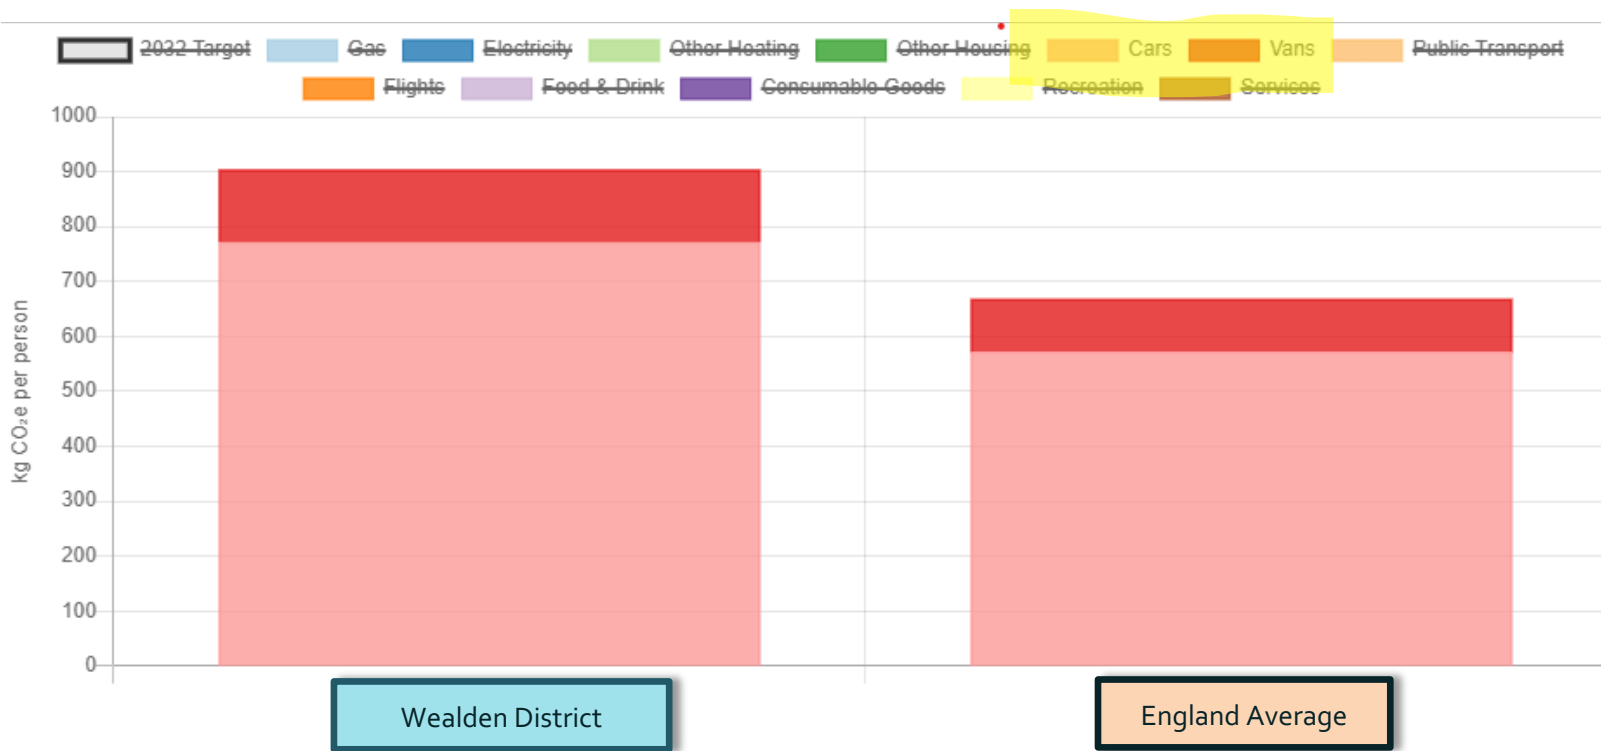 2032 Target Gas Electricity Other Heating Other Housing Cars Vans Public Transport
Flights Food & Drink Consumable Goods Recreation Services
1000
900
800
700
600
500
400
300
200
100
0
kg CO₂e per person
Wealden District
England Average